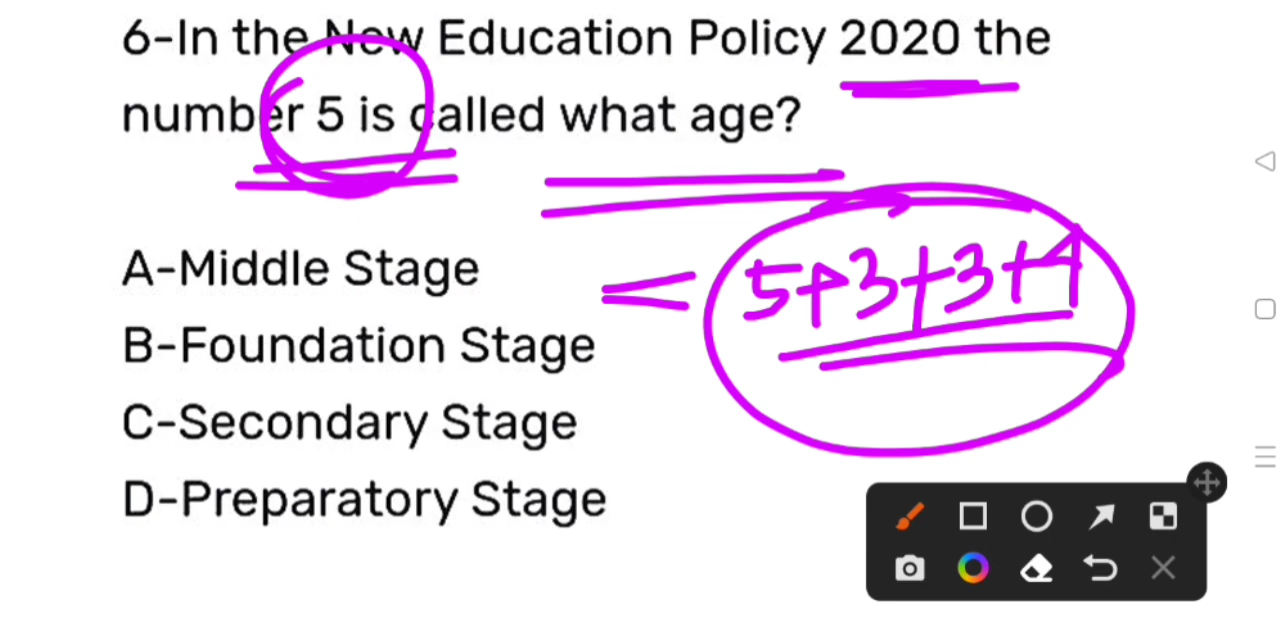 6-In the New Education Policy 2020 the
number 5 is called what age?
A-Middle Stage
= 5+3+3+4
B-Foundation Stage
C-Secondary Stage
D-Preparatory Stage